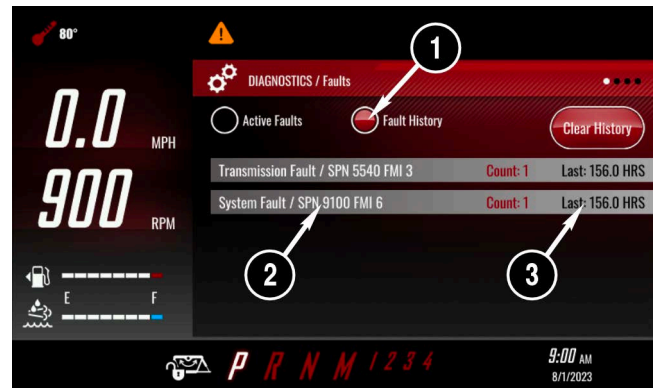 80°
1
DIAGNOSTICS / Faults
Active Faults
Fault History
Clear History
0.0 MPH
Transmission Fault / SPN 5540 FMI 3 Count: 1 Last: 156.0 HRS
System Fault / SPN 9100 FMI 6 Count: 1 Last: 156.0 HRS
900 RPM
2
3
E F
P R N M 1 2 3 4
9:00 AM
8/1/2023